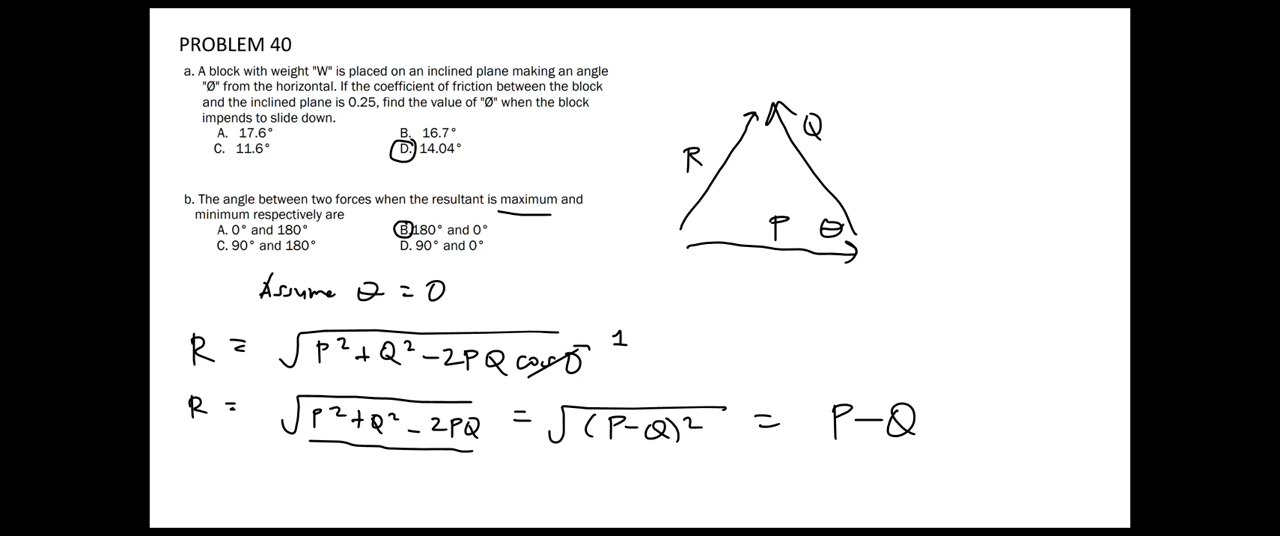 PROBLEM 40
a. A block with weight "W" is placed on an inclined plane making an angle
"Ø" from the horizontal. If the coefficient of friction between the block
and the inclined plane is 0.25, find the value of "Ø" when the block
impends to slide down.
A. 17.6° B. 16.7°
C. 11.6° D. 14.04°
b. The angle between two forces when the resultant is maximum and
minimum respectively are
A. 0° and 180° B. 180° and 0°
C. 90° and 180° D. 90° and 0°
R Q
P θ
Assume θ = 0
R = √P²+Q²-2PQ cos0 1
R = √P²+Q²-2PQ = √(P-Q)² = P-Q